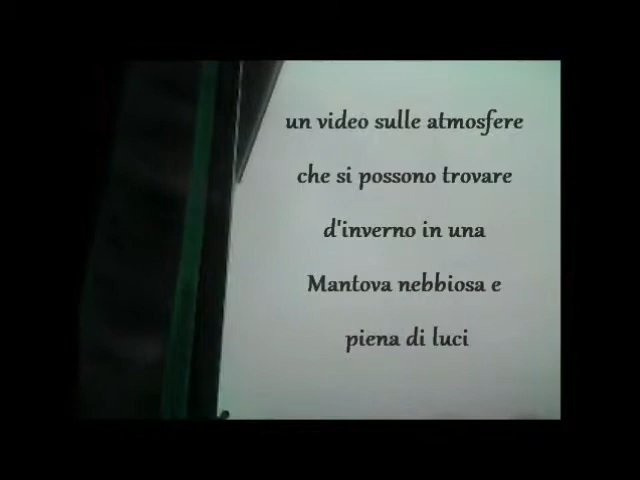 un video sulle atmosfere
che si possono trovare
d'inverno in una
Mantova nebbiosa e
piena di luci